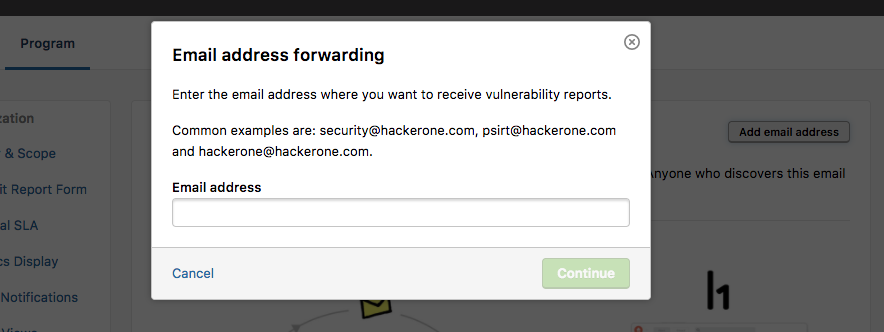 Program
Email address forwarding
Enter the email address where you want to receive vulnerability reports.
Common examples are: security@hackerone.com, psirt@hackerone.com
and hackerone@hackerone.com.
Email address
Cancel
Continue
zation
& Scope
it Report Form
al SLA
cs Display
Notifications
Views
Add email address
Anyone who discovers this email
h1